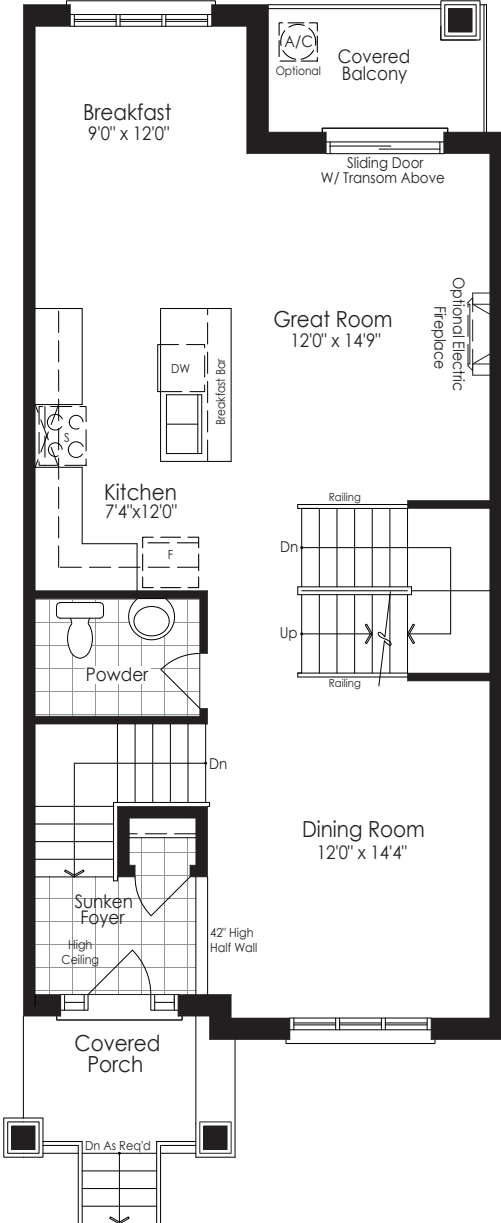 A/C
Optional
Covered
Balcony
Breakfast
9'0" x 12'0"
Sliding Door
W/ Transom Above
Great Room
12'0" x 14'9"
Optional Electric
Fireplace
DW
Breakfast Bar
S
Kitchen
7'4"x12'0"
F
Railing
Dn
Up
Railing
Powder
Dn
Dining Room
12'0" x 14'4"
Sunken
Foyer
High
Ceiling
42" High
Half Wall
Covered
Porch
Dn As Req'd